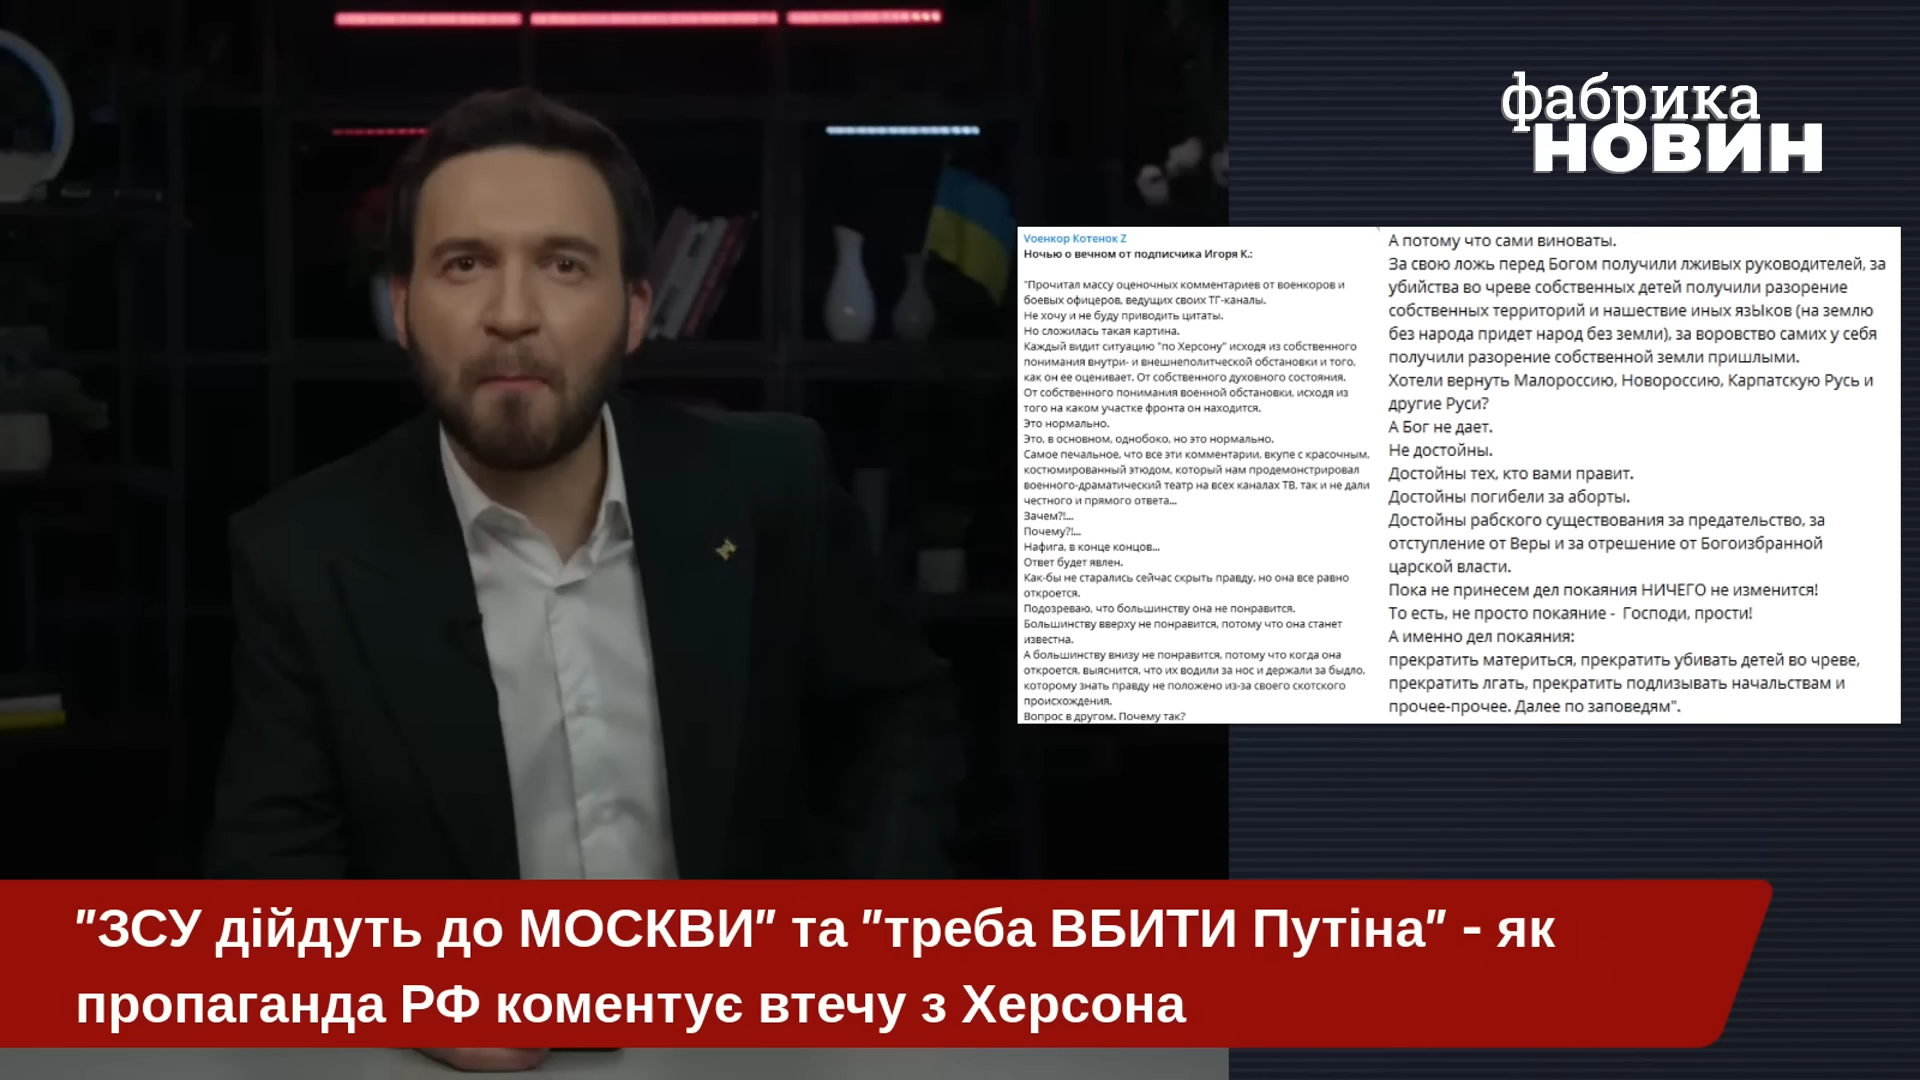 фабрика
новин
Vоенкор Котенок Z
Ночью о вечном от подписчика Игоря К.:
"Прочитал массу оценочных комментариев от военкоров и
боевых офицеров, ведущих своих ТГ-каналы.
Не хочу и не буду приводить цитаты.
Но сложилась такая картина.
Каждый видит ситуацию "по Херсону" исходя из собственного
понимания внутри- и внешнеполитческой обстановки и того,
как он ее оценивает. От собственного духовного состояния.
От собственного понимания военной обстановки, исходя из
того на каком участке фронта он находится.
Это нормально.
Это, в основном, однобоко, но это нормально.
Самое печальное, что все эти комментарии, вкупе с красочным,
костюмированный этюдом, который нам продемонстрировал
военного-драматический театр на всех каналах ТВ, так и не дали
честного и прямого ответа...
Зачем?!...
Почему?!...
Нафига, в конце концов...
Ответ будет явлен.
Как-бы не старались сейчас скрыть правду, но она все равно
откроется.
Подозреваю, что большинству она не понравится.
Большинству вверху не понравится, потому что она станет
известна.
А большинству внизу не понравится, потому что когда она
откроется, выяснится, что их водили за нос и держали за быдло,
которому знать правду не положено из-за своего скотского
происхождения.
Вопрос в другом. Почему так?
А потому что сами виноваты.
За свою ложь перед Богом получили лживых руководителей, за
убийства во чреве собственных детей получили разорение
собственных территорий и нашествие иных язЫков (на землю
без народа придет народ без земли), за воровство самих у себя
получили разорение собственной земли пришлыми.
Хотели вернуть Малороссию, Новороссию, Карпатскую Русь и
другие Руси?
А Бог не дает.
Не достойны.
Достойны тех, кто вами правит.
Достойны погибели за аборты.
Достойны рабского существования за предательство, за
отступление от Веры и за отрешение от Богоизбранной
царской власти.
Пока не принесем дел покаяния НИЧЕГО не изменится!
То есть, не просто покаяние - Господи, прости!
А именно дел покаяния:
прекратить материться, прекратить убивать детей во чреве,
прекратить лгать, прекратить подлизывать начальствам и
прочее-прочее. Далее по заповедям".
"ЗСУ дійдуть до МОСКВИ" та "треба ВБИТИ Путіна" - як
пропаганда РФ коментує втечу з Херсона